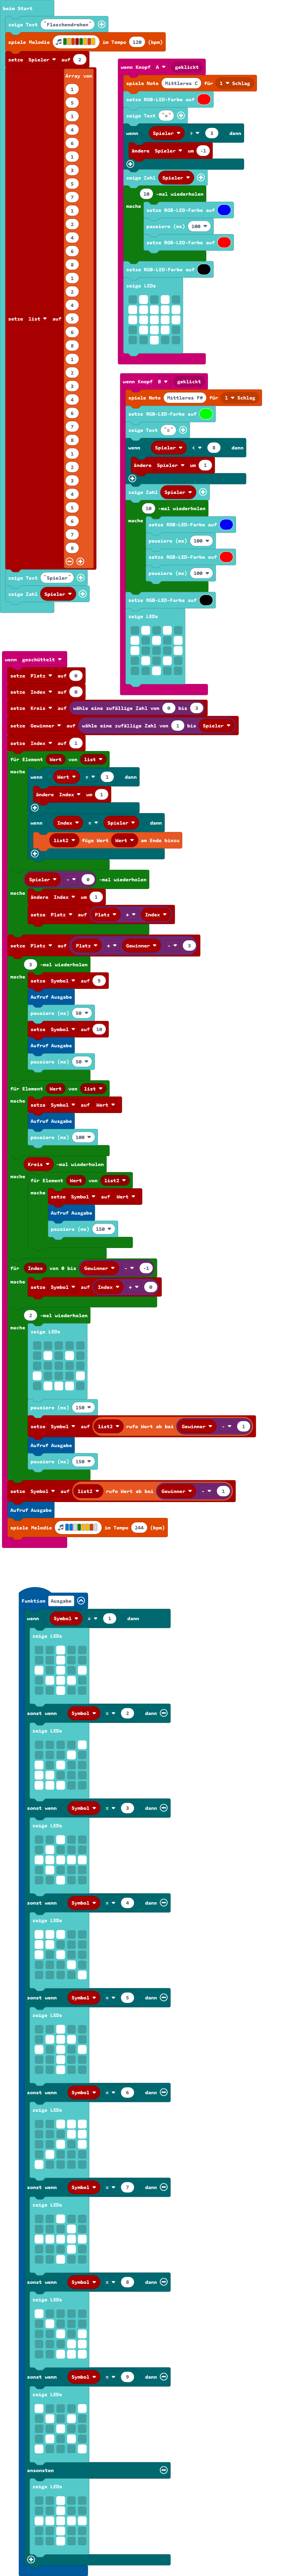 beim Start
zeige Text "Flaschendrehen"
spiele Melodie im Tempo 120 (bpm)
setze Spieler auf 2
setze list auf Array von
1
5
1
4
6
1
3
5
7
1
2
4
6
8
1
2
4
5
6
8
1
2
3
4
6
7
8
1
2
3
4
5
6
7
8
zeige Text "Spieler"
zeige Zahl Spieler
wenn Knopf A geklickt
spiele Note Mittleres C für 1 Schlag
setze RGB-LED-Farbe auf
zeige Text
wenn Spieler > 3 dann
ändere Spieler um -1
zeige Zahl Spieler
10 -mal wiederholen
mache
setze RGB-LED-Farbe auf
pausiere (ms) 100
setze RGB-LED-Farbe auf
setze RGB-LED-Farbe auf
zeige LEDs
wenn Knopf B geklickt
spiele Note Mittleres F# für 1 Schlag
setze RGB-LED-Farbe auf
zeige Text
wenn Spieler < 8 dann
ändere Spieler um 1
zeige Zahl Spieler
10 -mal wiederholen
mache
setze RGB-LED-Farbe auf
pausiere (ms) 100
setze RGB-LED-Farbe auf
pausiere (ms) 100
setze RGB-LED-Farbe auf
zeige LEDs
wenn geschüttelt
setze Platz auf 0
setze Index auf 0
setze Kreis auf wähle eine zufällige Zahl von 0 bis 3
setze Gewinner auf wähle eine zufällige Zahl von 1 bis Spieler
setze Index auf 1
für Element Wert von list
mache
wenn Wert = 1 dann
ändere Index um 1
wenn Index = Spieler dann
list2 füge Wert Wert am Ende hinzu
Spieler - 0 -mal wiederholen
mache
ändere Index um 1
setze Platz auf Platz + Index
setze Platz auf Platz + Gewinner - 3
3 -mal wiederholen
mache
setze Symbol auf 9
Aufruf Ausgabe
pausiere (ms) 50
setze Symbol auf 10
Aufruf Ausgabe
pausiere (ms) 50
für Element Wert von list
mache
setze Symbol auf Wert
Aufruf Ausgabe
pausiere (ms) 100
Kreis -mal wiederholen
mache
für Element Wert von list2
mache
setze Symbol auf Wert
Aufruf Ausgabe
pausiere (ms) 150
für Index von 0 bis Gewinner - -1
mache
setze Symbol auf Index + 0
2 -mal wiederholen
mache
zeige LEDs
pausiere (ms) 150
setze Symbol auf list2 rufe Wert ab bei Gewinner - 1
Aufruf Ausgabe
pausiere (ms) 150
setze Symbol auf list2 rufe Wert ab bei Gewinner - 1
Aufruf Ausgabe
spiele Melodie im Tempo 244 (bpm)
Funktion Ausgabe
wenn Symbol = 1 dann
zeige LEDs
sonst wenn Symbol = 2 dann
zeige LEDs
sonst wenn Symbol = 3 dann
zeige LEDs
sonst wenn Symbol = 4 dann
zeige LEDs
sonst wenn Symbol = 5 dann
zeige LEDs
sonst wenn Symbol = 6 dann
zeige LEDs
sonst wenn Symbol = 7 dann
zeige LEDs
sonst wenn Symbol = 8 dann
zeige LEDs
sonst wenn Symbol = 9 dann
zeige LEDs
ansonsten
zeige LEDs